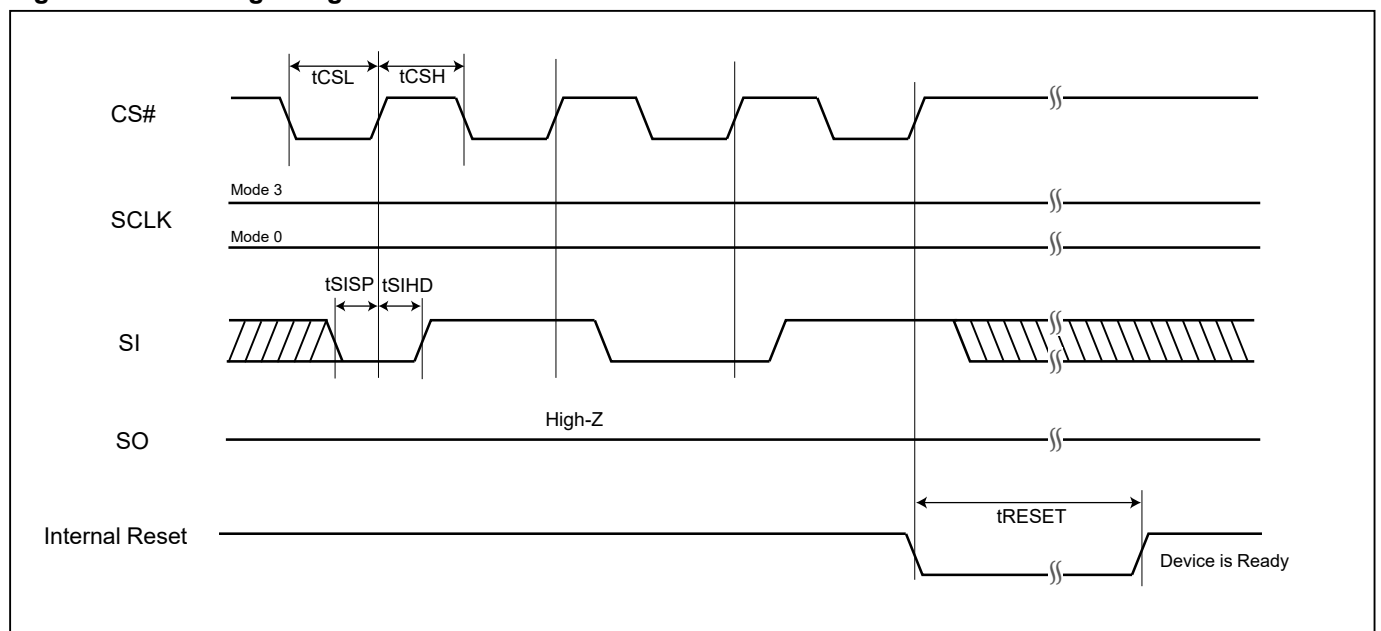 tCSL
tCSH
CS#
Mode 3
SCLK
Mode 0
tSISP
tSIHD
SI
High-Z
SO
tRESET
Internal Reset
Device is Ready